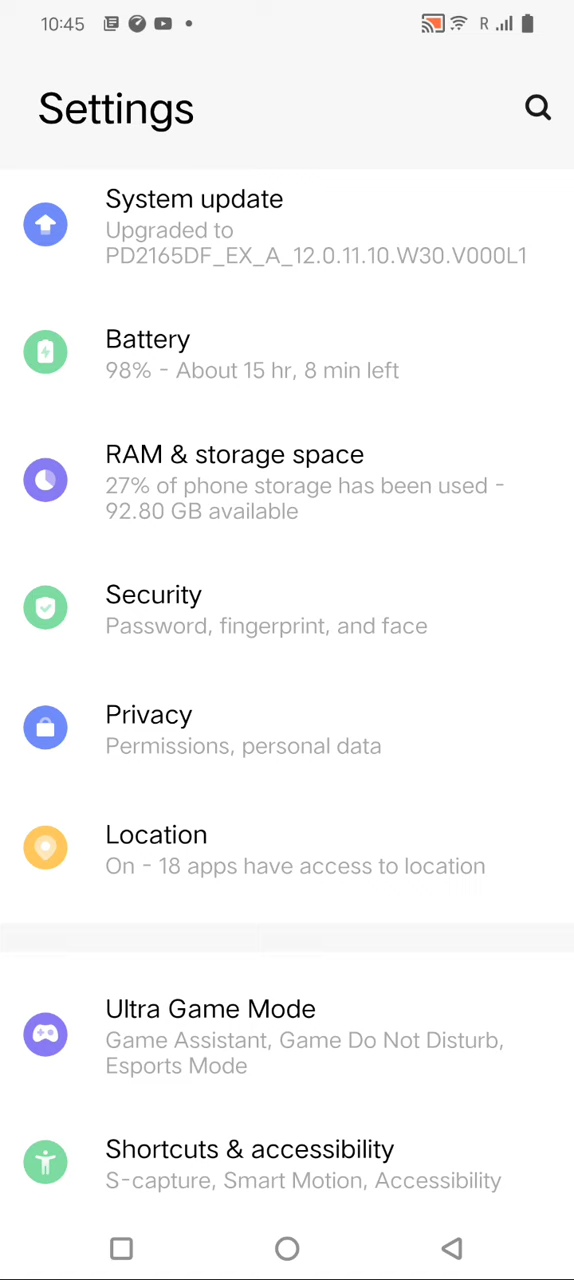 10:45
R
Settings
System update
Upgraded to
PD2165DF_EX_A_12.0.11.10.W30.V000L1
Battery
98% - About 15 hr, 8 min left
RAM & storage space
27% of phone storage has been used -
92.80 GB available
Security
Password, fingerprint, and face
Privacy
Permissions, personal data
Location
On - 18 apps have access to location
Ultra Game Mode
Game Assistant, Game Do Not Disturb,
Esports Mode
Shortcuts & accessibility
S-capture, Smart Motion, Accessibility